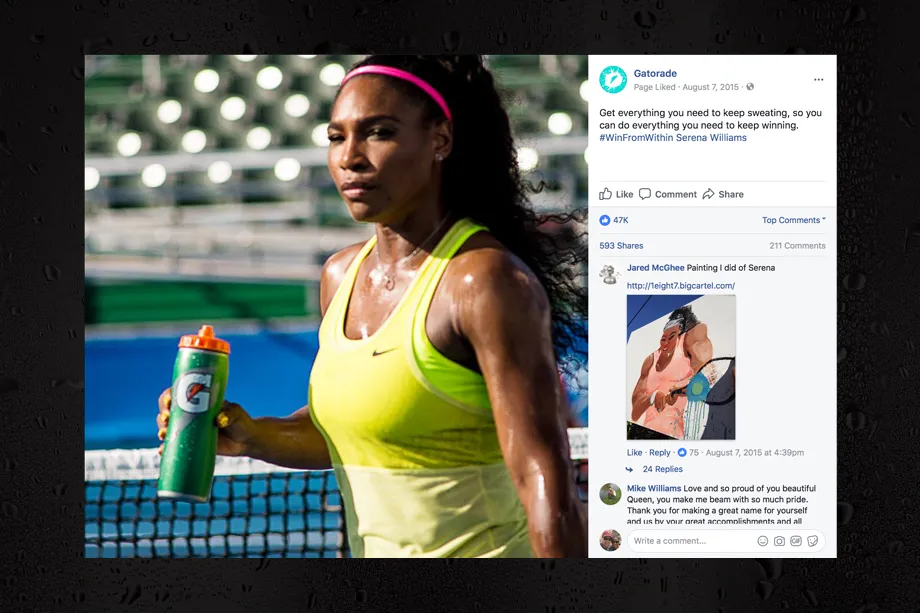 G
Gatorade
Page Liked · August 7, 2015 ·
Get everything you need to keep sweating, so you
can do everything you need to keep winning.
#WinFromWithin Serena Williams
Like Comment Share
47K Top Comments
593 Shares 211 Comments
Jared McGhee Painting I did of Serena
http://1eight7.bigcartel.com/
Like · Reply · 75 · August 7, 2015 at 4:39pm
24 Replies
Mike Williams Love and so proud of you beautiful
Queen, you make me beam with so much pride.
Thank you for making a great name for yourself
and us by your great accomplishments and all
Write a comment...
GIF